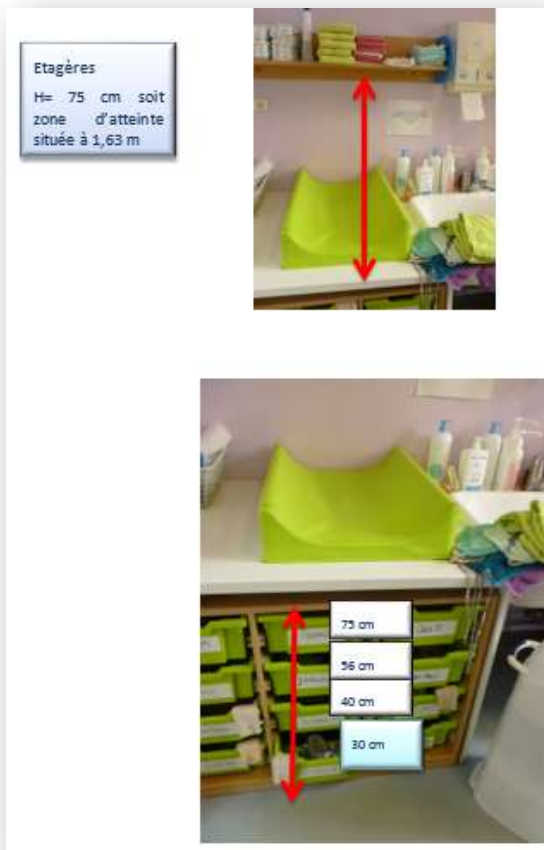 Etagères
H= 75 cm soit
zone d'atteinte
située à 1,63 m
75 cm
56 cm
40 cm
30 cm